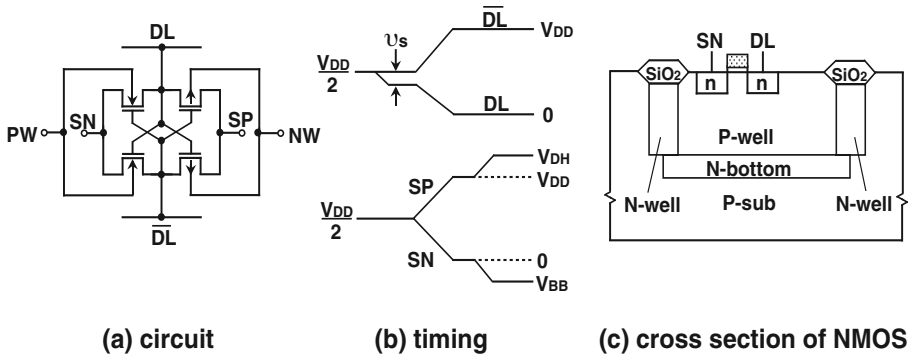 DL
PW
SN
SP
NW
DL
(a) circuit
υs
DL
VDD
VDD
2
DL
0
VDH
SP
VDD
VDD
2
SN
0
VBB
(b) timing
SN DL
SiO2
n
n
SiO2
P-well
N-bottom
N-well
P-sub
N-well
(c) cross section of NMOS